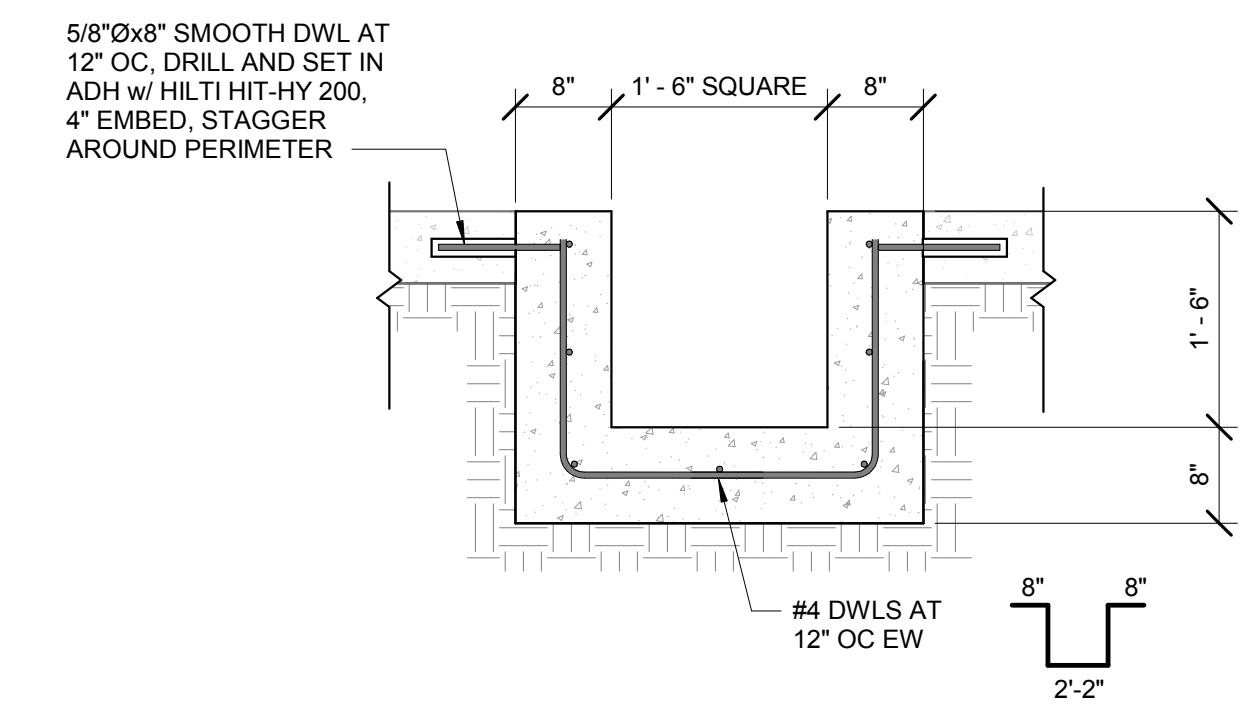 5/8"Øx8" SMOOTH DWL AT
12" OC, DRILL AND SET IN
ADH w/ HILTI HIT-HY 200,
4" EMBED, STAGGER
AROUND PERIMETER
8"
1' - 6" SQUARE
8"
1' - 6"
8"
#4 DWLS AT
12" OC EW
8"
8"
2'-2"